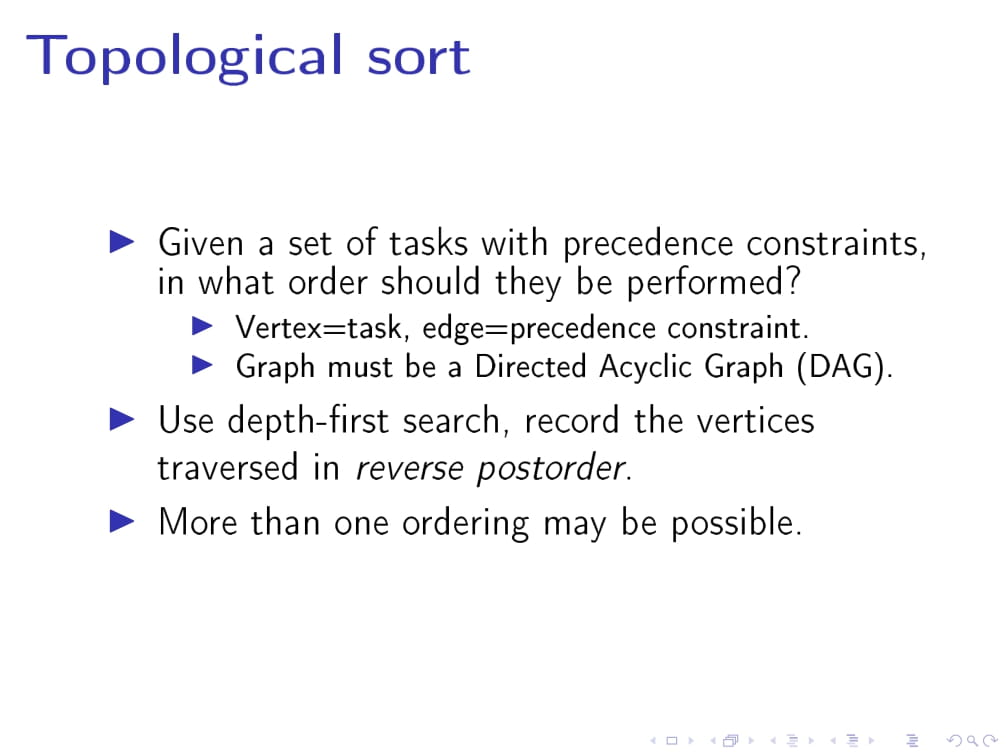 Topological sort
Given a set of tasks with precedence constraints,
in what order should they be performed?
Vertex=task, edge=precedence constraint.
Graph must be a Directed Acyclic Graph (DAG).
Use depth-first search, record the vertices
traversed in reverse postorder.
More than one ordering may be possible.